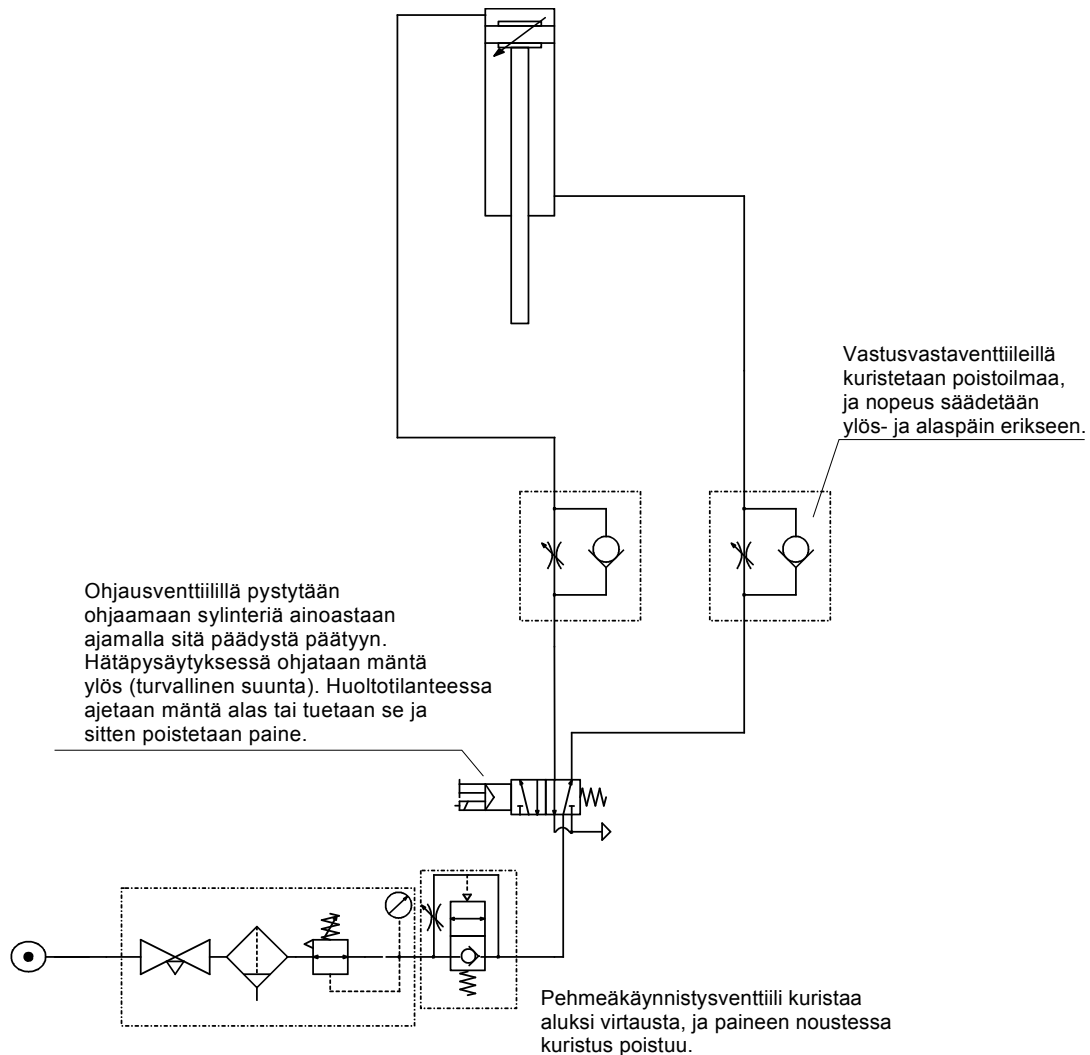 Vastusvastaventtiileillä
kuristetaan poistoilmaa,
ja nopeus säädetään
ylös- ja alaspäin erikseen.
Ohjausventtiilillä pystytään
ohjaamaan sylinteriä ainoastaan
ajamalla sitä päädystä päätyyn.
Hätäpysäytyksessä ohjataan mäntä
ylös (turvallinen suunta). Huoltotilanteessa
ajetaan mäntä alas tai tuetaan se ja
sitten poistetaan paine.
Pehmeäkäynnistysventtiili kuristaa
aluksi virtausta, ja paineen noustessa
kuristus poistuu.